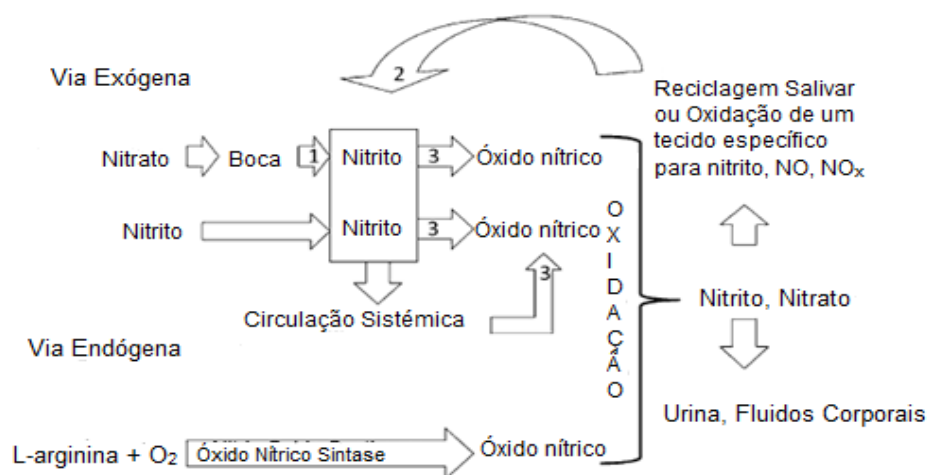 2
Via Exógena
Reciclagem Salivar
ou Oxidação de um
tecido específico
para nitrito, NO, NOₓ
Nitrato
Boca
1
Nitrito
3
Óxido nítrico
Nitrito
Nitrito
3
Óxido nítrico
3
Circulação Sistémica
OXIDAÇÃO
Nitrito, Nitrato
Via Endógena
Urina, Fluidos Corporais
L-arginina + O₂
Óxido Nítrico Sintase
Óxido nítrico